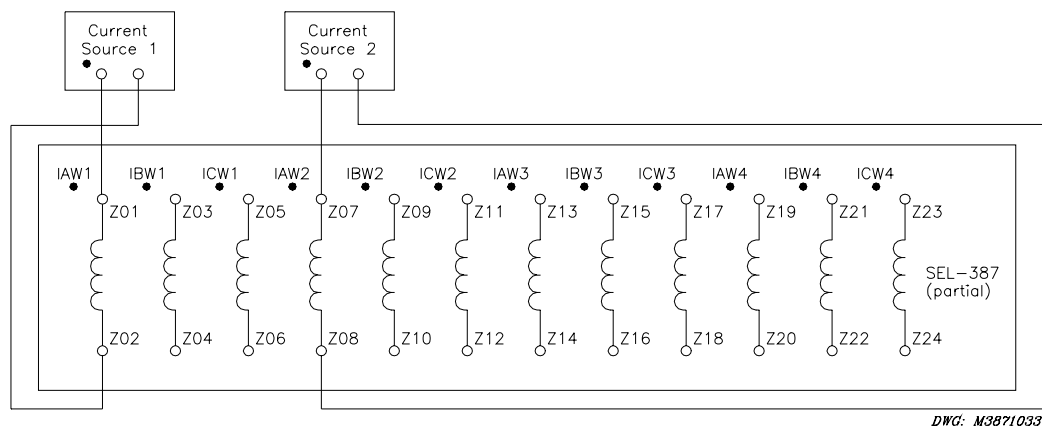 Current
Source 1
Current
Source 2
IAW1 IBW1 ICW1 IAW2 IBW2 ICW2 IAW3 IBW3 ICW3 IAW4 IBW4 ICW4
Z01 Z03 Z05 Z07 Z09 Z11 Z13 Z15 Z17 Z19 Z21 Z23
SEL-387
(partial)
Z02 Z04 Z06 Z08 Z10 Z12 Z14 Z16 Z18 Z20 Z22 Z24
DWG: M3871033